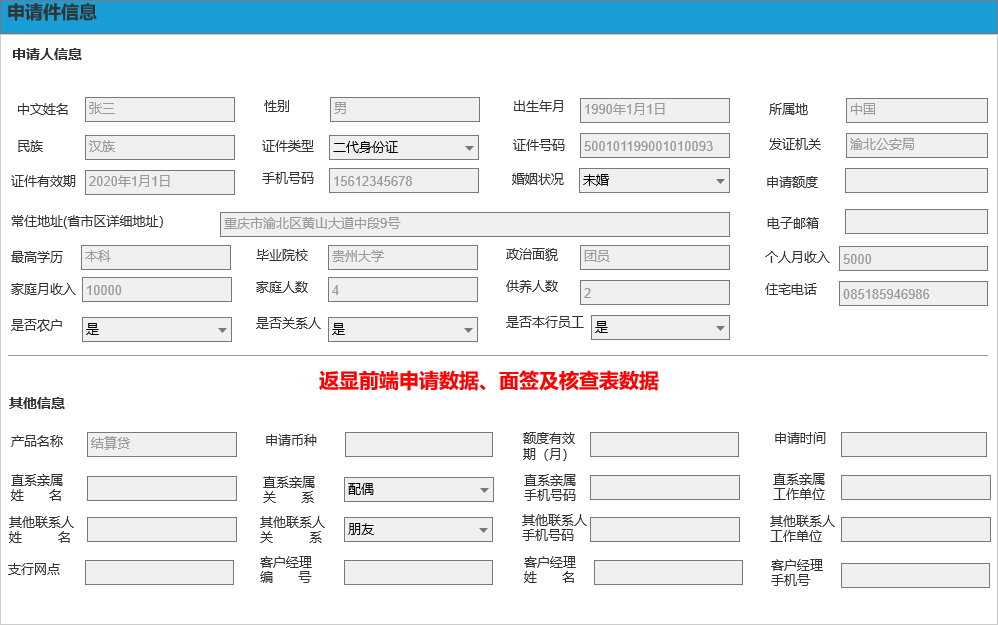 申请件信息
申请人信息
中文姓名 张三 性别 男 出生年月 1990年1月1日 所属地 中国
民族 汉族 证件类型 二代身份证 证件号码 500101199001010093 发证机关 渝北公安局
证件有效期 2020年1月1日 手机号码 15612345678 婚姻状况 未婚 申请额度
常住地址(省市区详细地址） 重庆市渝北区黄山大道中段9号 电子邮箱
最高学历 本科 毕业院校 贵州大学 政治面貌 团员 个人月收入 5000
家庭月收入 10000 家庭人数 4 供养人数 2 住宅电话 085185946986
是否农户 是 是否关系人 是 是否本行员工 是
返显前端申请数据、面签及核查表数据
其他信息
产品名称 结算贷 申请币种 额度有效期（月） 申请时间
直系亲属姓 名 直系亲属关 系 配偶 直系亲属手机号码 直系亲属工作单位
其他联系人姓 名 其他联系人关 系 朋友 其他联系人手机号码 其他联系人工作单位
支行网点 客户经理编 号 客户经理姓 名 客户经理手机号